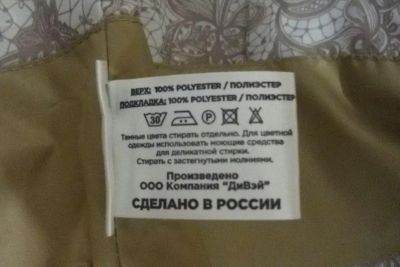 ВЕРХ: 100% POLYESTER / ПОЛИЭСТЕР
ПОДКЛАДКА: 100% POLYESTER / ПОЛИЭСТЕР
30 P
Темные цвета стирать отдельно. Для цветной
одежды использовать моющие средства
для деликатной стирки.
Стирать с застегнутыми молниями.
Произведено
ООО Компания "ДиВэй"
СДЕЛАНО В РОССИИ